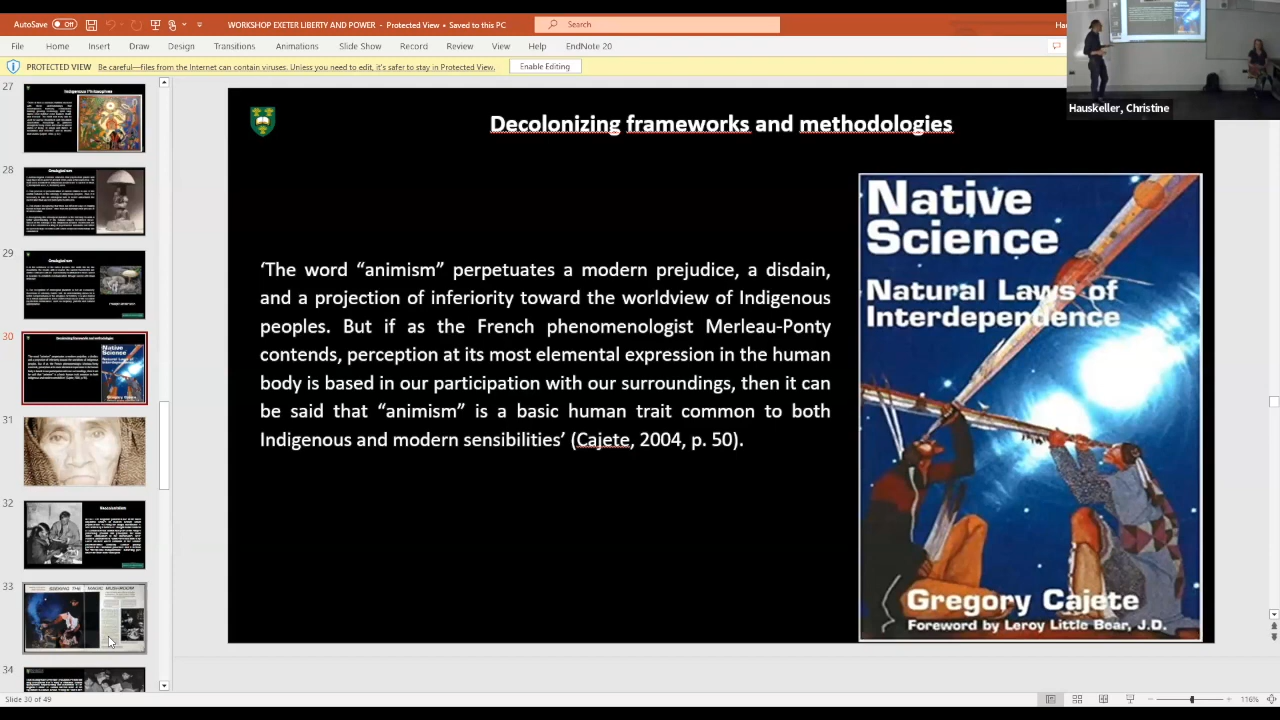 AutoSave Off
WORKSHOP EXETER LIBERTY AND POWER - Protected View • Saved to this PC
Search
Ha
File Home Insert Draw Design Transitions Animations Slide Show Record Review View Help EndNote 20
PROTECTED VIEW Be careful—files from the Internet can contain viruses. Unless you need to edit, it's safer to stay in Protected View. Enable Editing
Hauskeller, Christine
27
Indigenous Philosophies
28
29
30
31
32
33
34
Decolonizing frameworks and methodologies
‘The word “animism” perpetuates a modern prejudice, a disdain,
and a projection of inferiority toward the worldview of Indigenous
peoples. But if as the French phenomenologist Merleau-Ponty
contends, perception at its most elemental expression in the human
body is based in our participation with our surroundings, then it can
be said that “animism” is a basic human trait common to both
Indigenous and modern sensibilities’ (Cajete, 2004, p. 50).
Native
Science
Natural Laws of
Interdependence
Gregory Cajete
Foreword by Leroy Little Bear, J.D.
Slide 30 of 49
116%